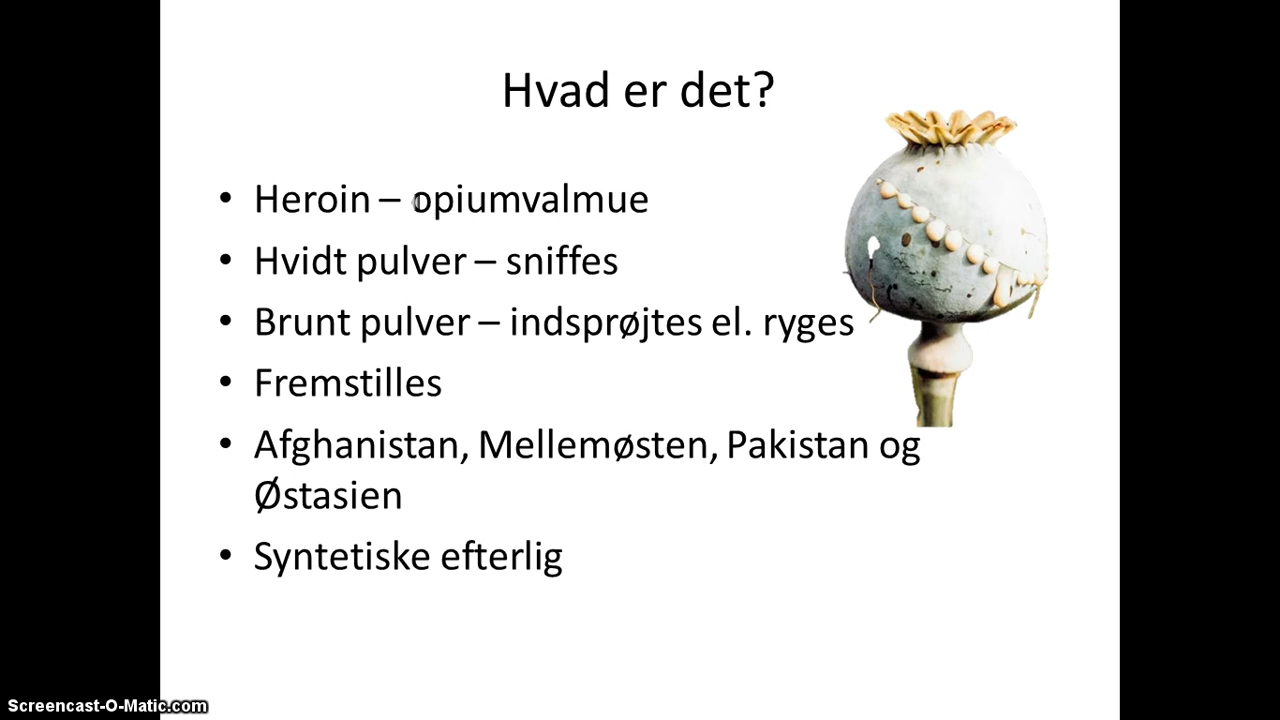 Hvad er det?
• Heroin – opiumvalmue
• Hvidt pulver – sniffes
• Brunt pulver – indsprøjtes el. ryges
• Fremstilles
• Afghanistan, Mellemøsten, Pakistan og
Østasien
• Syntetiske efterlig
Screencast-O-Matic.com